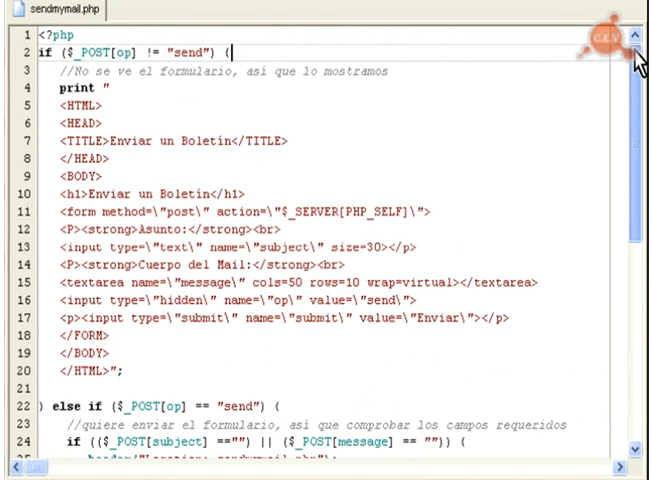 sendmymail.php
C.E.V
1 <?php
2 if ($_POST[op] != "send") {
3 //No se ve el formulario, así que lo mostramos
4 print "
5 <HTML>
6 <HEAD>
7 <TITLE>Enviar un Boletín</TITLE>
8 </HEAD>
9 <BODY>
10 <h1>Enviar un Boletín</h1>
11 <form method=\"post\" action=\"$_SERVER[PHP_SELF]\">
12 <P><strong>Asunto:</strong><br>
13 <input type=\"text\" name=\"subject\" size=30></p>
14 <P><strong>Cuerpo del Mail:</strong><br>
15 <textarea name=\"message\" cols=50 rows=10 wrap=virtual></textarea>
16 <input type=\"hidden\" name=\"op\" value=\"send\">
17 <p><input type=\"submit\" name=\"submit\" value=\"Enviar\"></p>
18 </FORM>
19 </BODY>
20 </HTML>";
21
22 } else if ($_POST[op] == "send") {
23 //quiere enviar el formulario, así que comprobar los campos requeridos
24 if (($_POST[subject] =="") || ($_POST[message] == "")) {
25 header("Location: sendmymail.php");